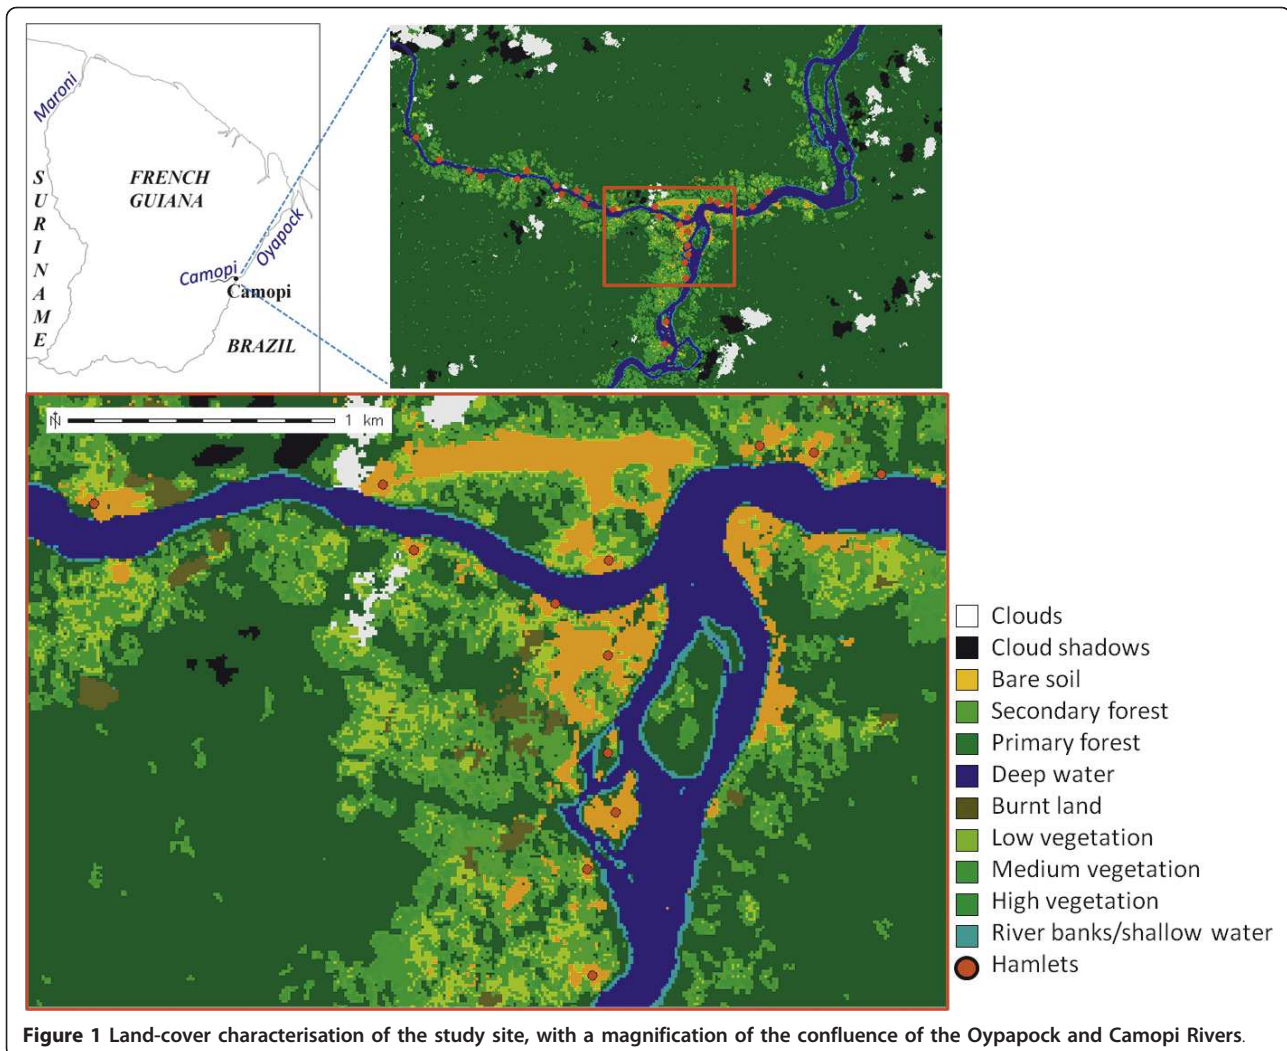 Maroni
SURINAME
FRENCH
GUIANA
Oyapock
Camopi
Camopi
BRAZIL
N
1 km
Clouds
Cloud shadows
Bare soil
Secondary forest
Primary forest
Deep water
Burnt land
Low vegetation
Medium vegetation
High vegetation
River banks/shallow water
Hamlets
Figure 1 Land-cover characterisation of the study site, with a magnification of the confluence of the Oypapock and Camopi Rivers.